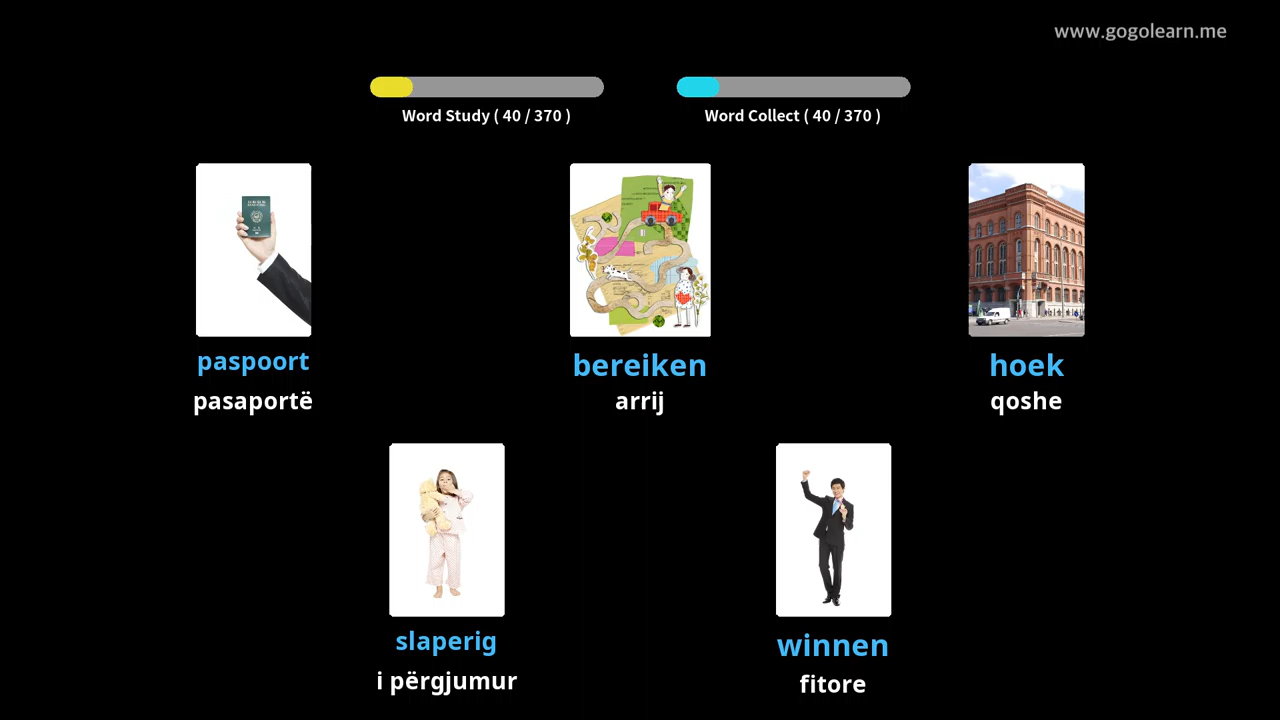 www.gogolearn.me
Word Study ( 40 / 370 )
Word Collect ( 40 / 370 )
paspoort
bereiken
hoek
pasaportë
arrij
qoshe
slaperig
winnen
i përgjumur
fitore